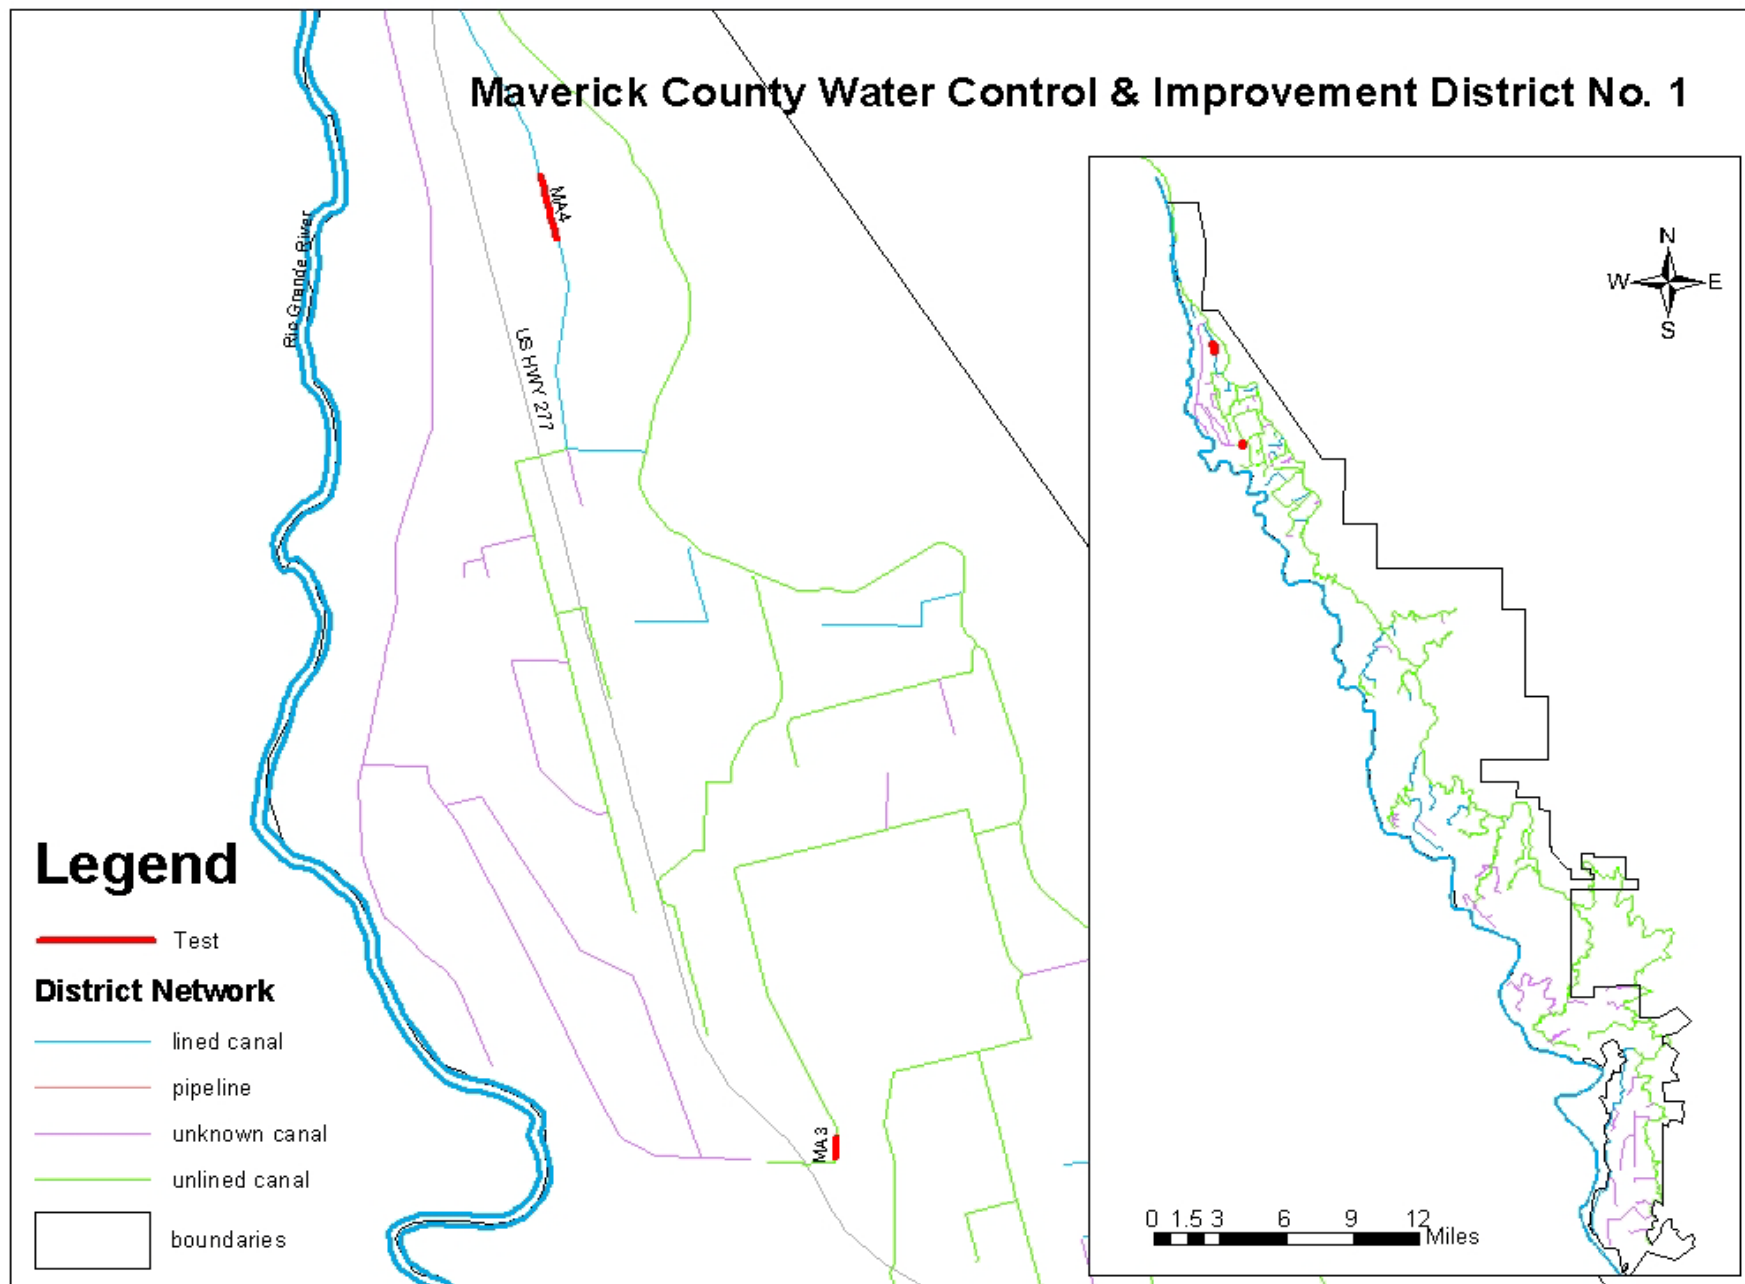 Maverick County Water Control & Improvement District No. 1
MA4
Rio Grande River
US HWY 277
N
W E
S
Legend
Test
District Network
lined canal
pipeline
unknown canal
unlined canal
boundaries
MA3
0 1.5 3 6 9 12
Miles